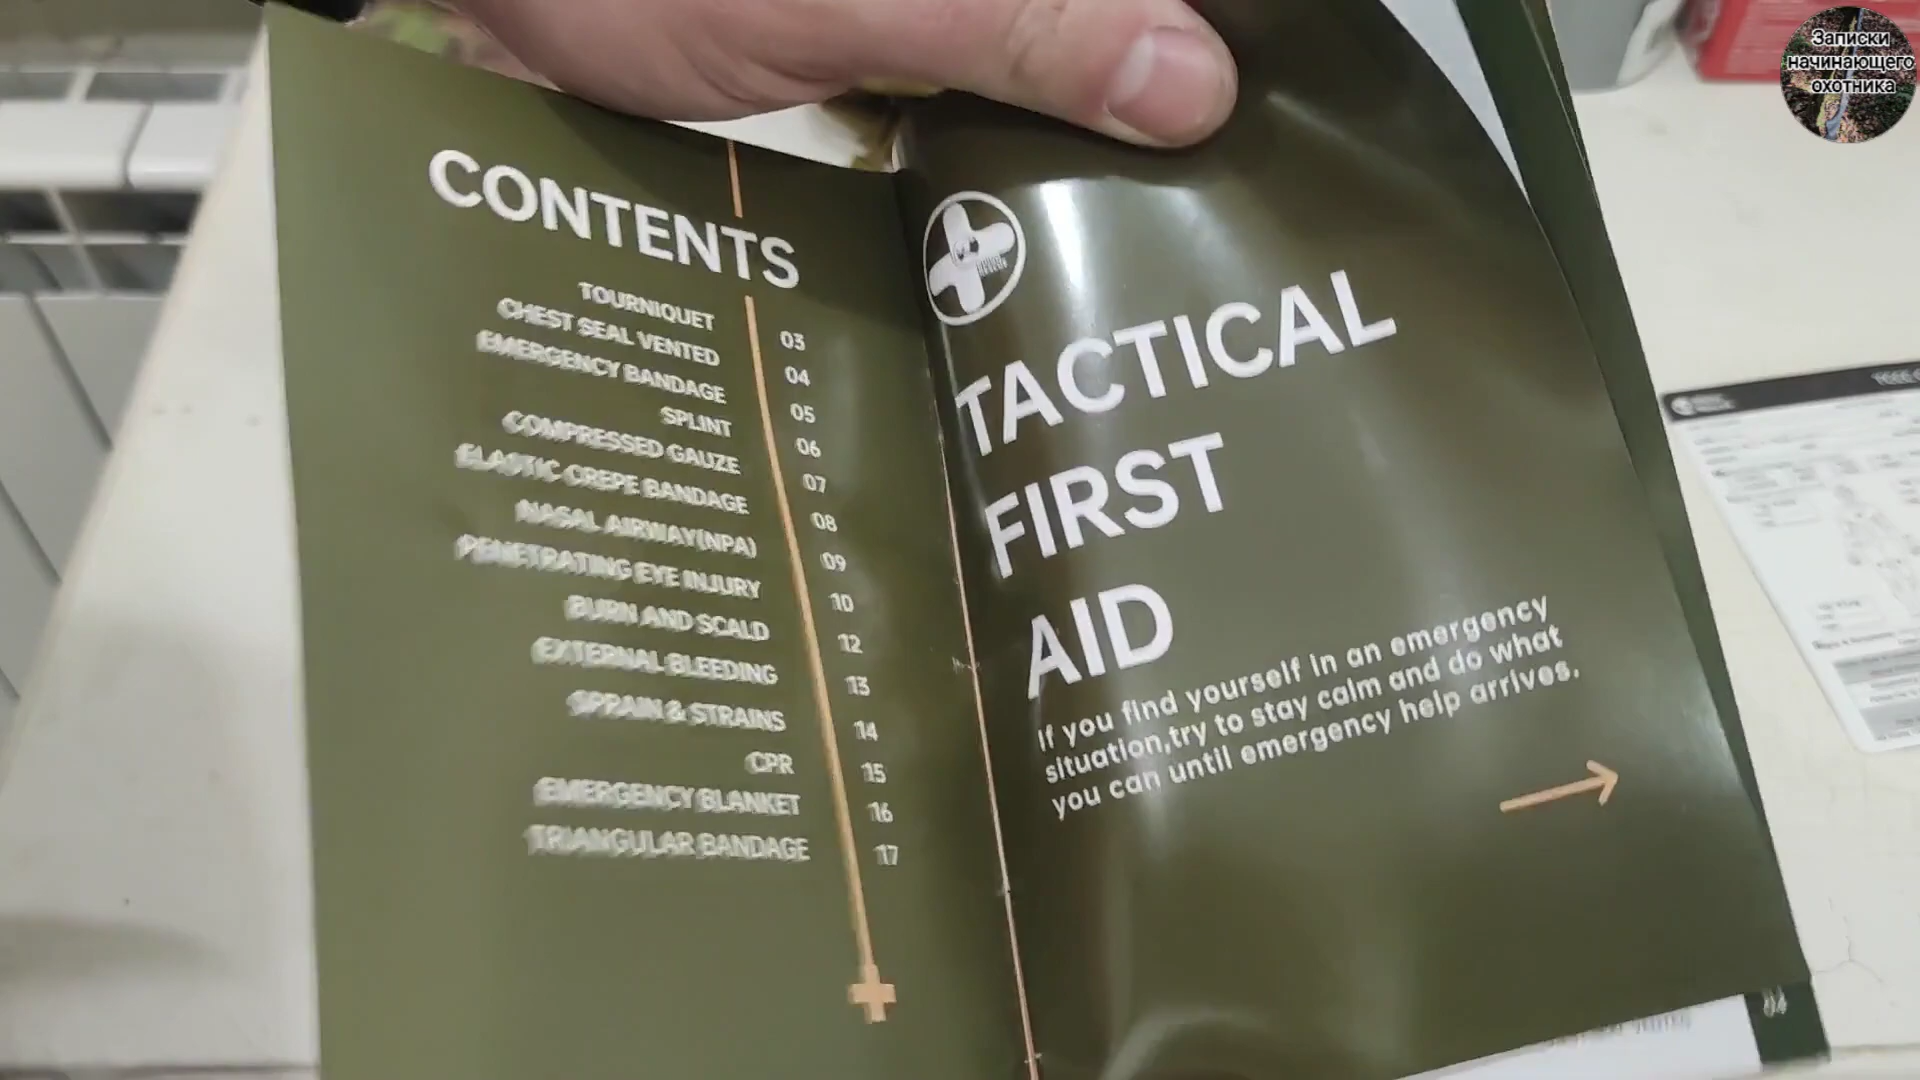 Записки
начинающего
охотника
CONTENTS
TOURNIQUET 03
CHEST SEAL VENTED 04
EMERGENCY BANDAGE 05
SPLINT 06
COMPRESSED GAUZE 07
ELASTIC CREPE BANDAGE 08
NASAL AIRWAY(NPA) 09
PENETRATING EYE INJURY 10
BURN AND SCALD 12
EXTERNAL BLEEDING 13
SPRAIN & STRAINS 14
CPR 15
EMERGENCY BLANKET 16
TRIANGULAR BANDAGE 17
TACTICAL
FIRST
AID
If you find yourself in an emergency
situation,try to stay calm and do what
you can until emergency help arrives.
04